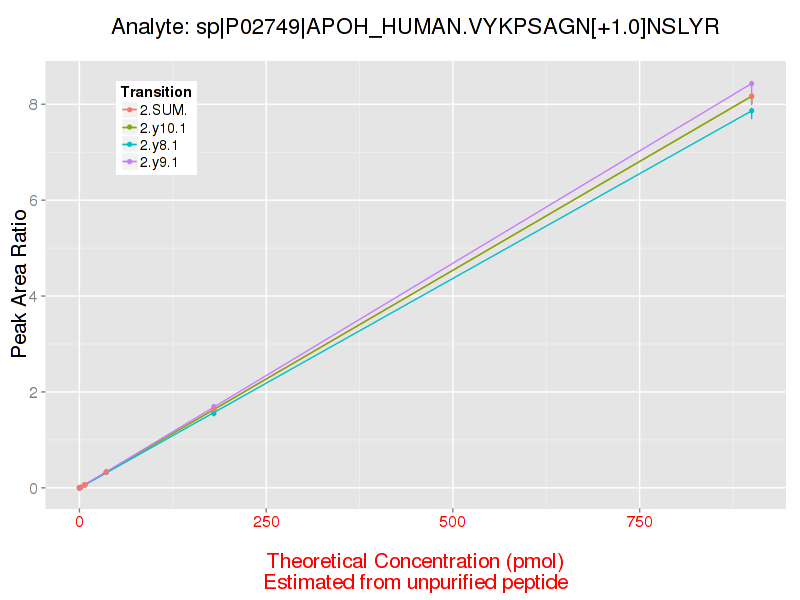 Analyte: sp|P02749|APOH_HUMAN.VYKPSAGN[+1.0]NSLYR
Transition
2.SUM.
2.y10.1
2.y8.1
2.y9.1
Peak Area Ratio
8
6
4
2
0
0 250 500 750
Theoretical Concentration (pmol)
Estimated from unpurified peptide